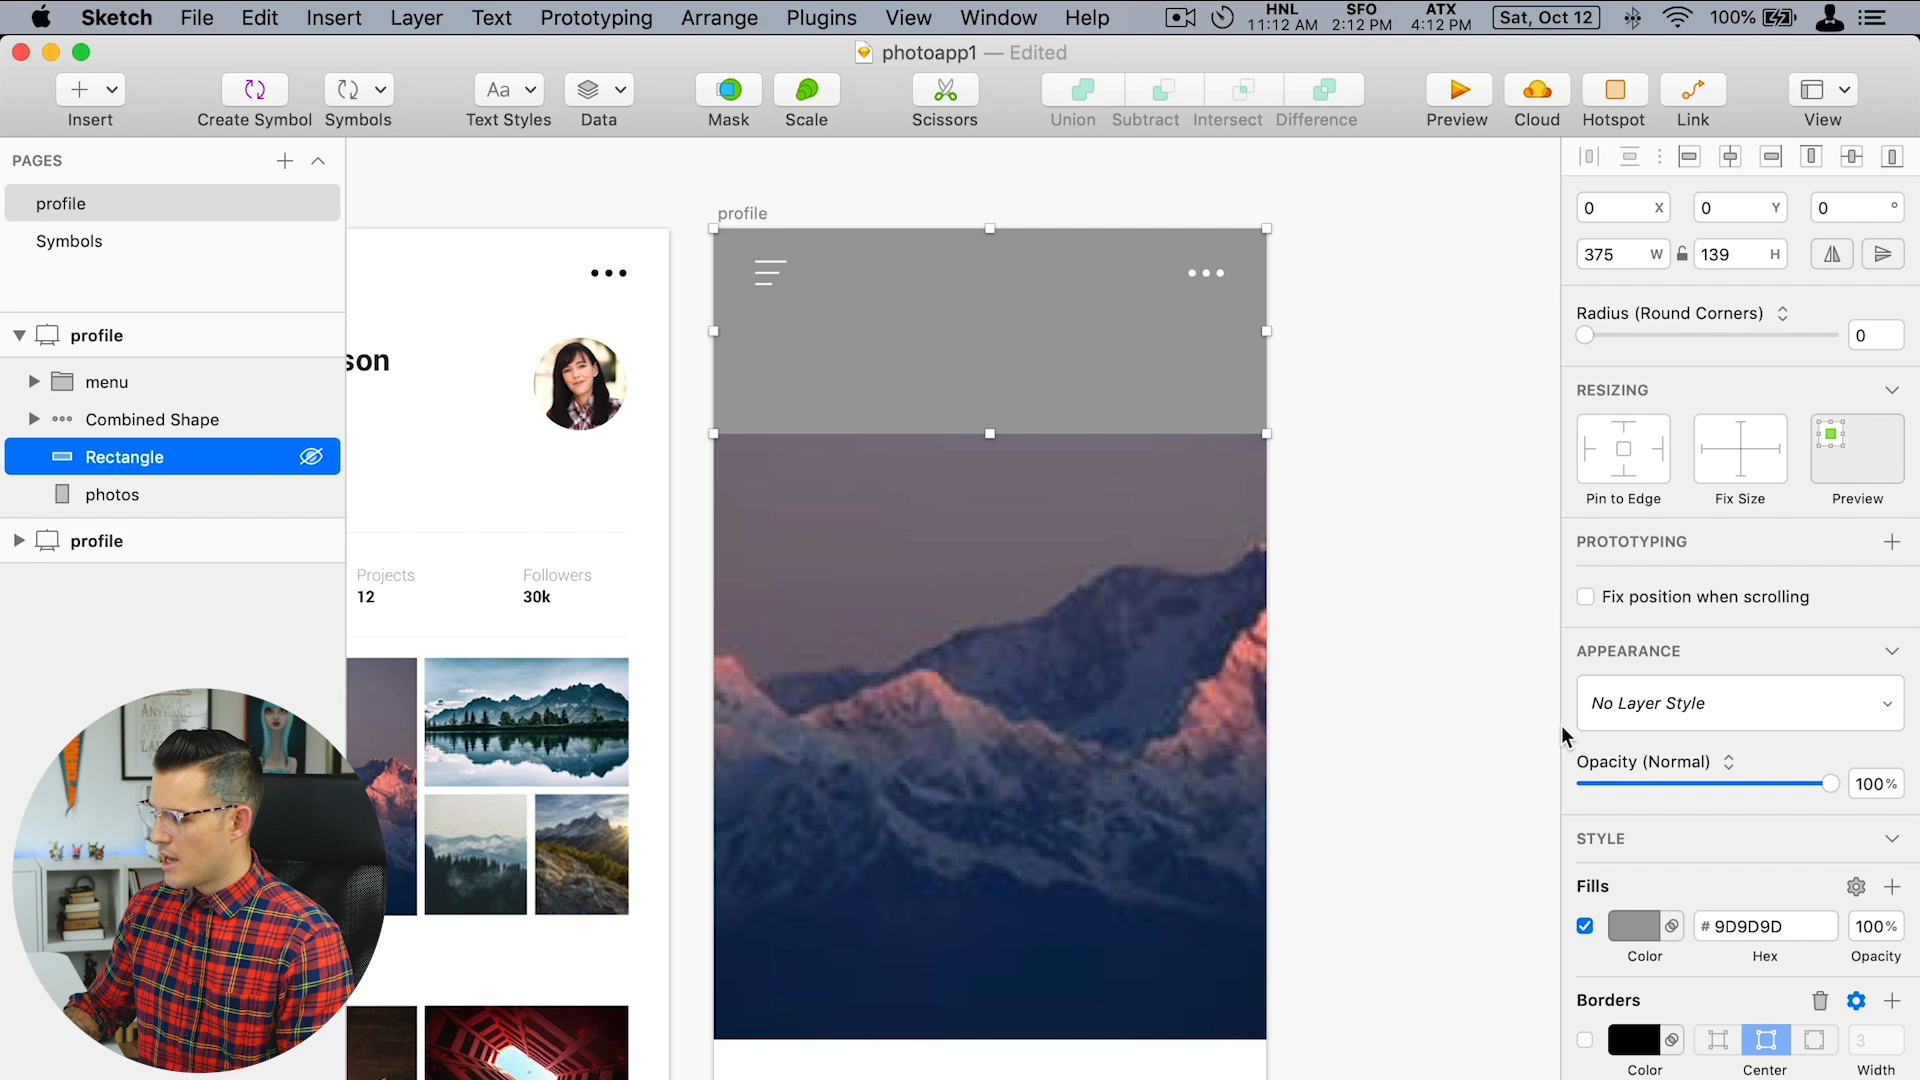 Sketch File Edit Insert Layer Text Prototyping Arrange Plugins View Window Help
HNL SFO ATX
11:12 AM 2:12 PM 4:12 PM
Sat, Oct 12 100%
photoapp1 — Edited
Insert Create Symbol Symbols Aa Text Styles Data Mask Scale Scissors Union Subtract Intersect Difference Preview Cloud Hotspot Link View
PAGES
profile
Symbols
profile
menu
Combined Shape
Rectangle
photos
profile
son
Projects Followers
12 30k
profile
0 X 0 Y 0 °
375 W 139 H
Radius (Round Corners)
0
RESIZING
Pin to Edge Fix Size Preview
PROTOTYPING
Fix position when scrolling
APPEARANCE
No Layer Style
Opacity (Normal)
100%
STYLE
Fills
# 9D9D9D 100%
Color Hex Opacity
Borders
3
Color Center Width